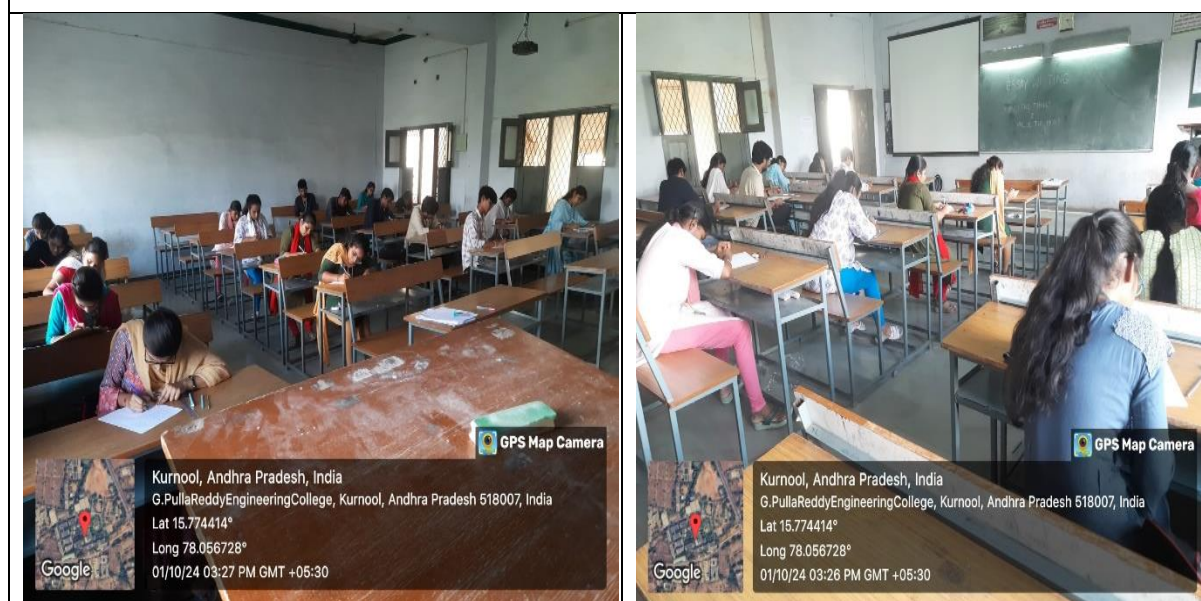 ESSAY WRITING
GPS Map Camera
Kurnool, Andhra Pradesh, India
G.PullaReddyEngineeringCollege, Kurnool, Andhra Pradesh 518007, India
Lat 15.774414°
Long 78.056728°
01/10/24 03:27 PM GMT +05:30
Google
GPS Map Camera
Kurnool, Andhra Pradesh, India
G.PullaReddyEngineeringCollege, Kurnool, Andhra Pradesh 518007, India
Lat 15.774414°
Long 78.056728°
01/10/24 03:26 PM GMT +05:30
Google